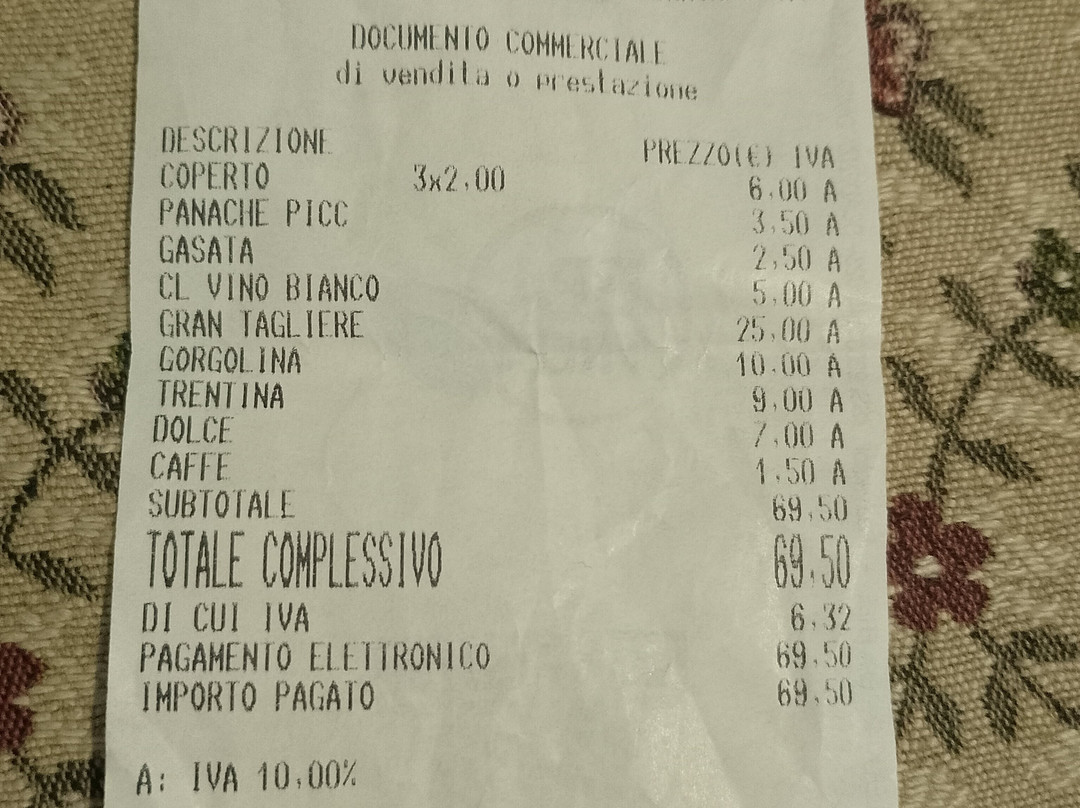 DOCUMENTO COMMERCIALE
di vendita o prestazione
DESCRIZIONE PREZZO(€) IVA
COPERTO 3x2,00 6,00 A
PANACHE PICC 3,50 A
GASATA 2,50 A
CL VINO BIANCO 5,00 A
GRAN TAGLIERE 25,00 A
GORGOLINA 10,00 A
TRENTINA 9,00 A
DOLCE 7,00 A
CAFFE 1,50 A
SUBTOTALE 69,50
TOTALE COMPLESSIVO 69,50
DI CUI IVA 6,32
PAGAMENTO ELETTRONICO 69,50
IMPORTO PAGATO 69,50
A: IVA 10,00%